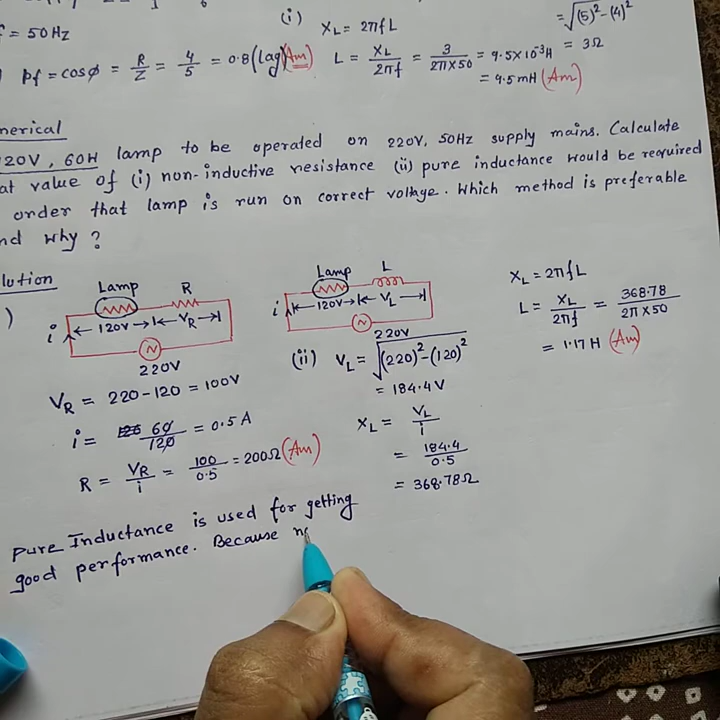 (i) X_L = 2πfL
= √(5)²-(4)²
= 3Ω
f = 50Hz
pf = cosϕ = R/Z = 4/5 = 0.8 (lag) (Am)
L = X_L/2πf = 3/2π×50 = 9.5×10⁻³H
= 9.5mH (Am)
merical
20V, 60W lamp to be operated on 220V, 50Hz supply mains. Calculate
at value of (i) non-inductive resistance (ii) pure inductance would be required
order that lamp is run on correct voltage. Which method is preferable
nd why ?
lution
Lamp R
i 120V V_R
220V
V_R = 220-120 = 100V
i = 60/120 = 0.5 A
R = V_R/i = 100/0.5 = 200Ω (Am)
Lamp L
i 120V V_L
220V
(ii) V_L = √(220)²-(120)²
= 184.4V
X_L = V_L/i
= 184.4/0.5
= 368.78Ω
X_L = 2πfL
L = X_L/2πf = 368.78/2π×50
= 1.17 H (Am)
Pure Inductance is used for getting
good performance. Because